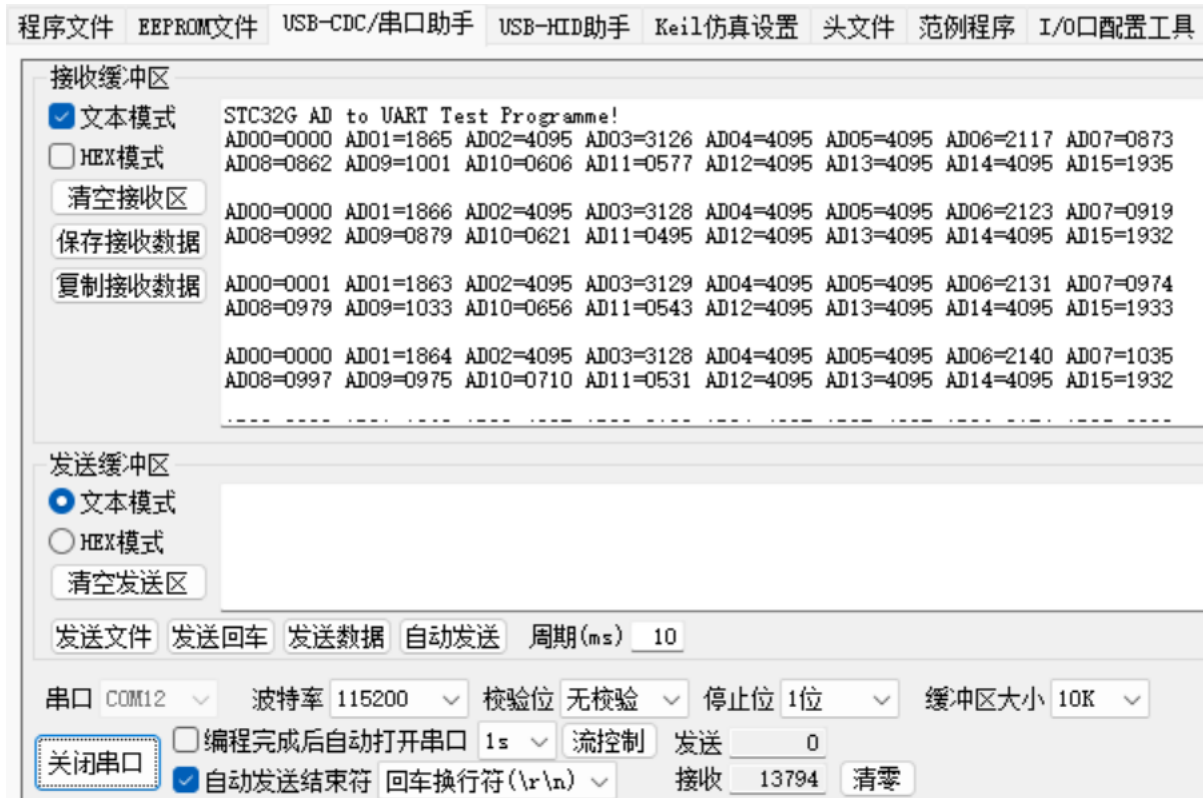 程序文件 EEPROM文件 USB-CDC/串口助手 USB-HID助手 Keil仿真设置 头文件 范例程序 I/O口配置工具
接收缓冲区
文本模式
HEX模式
清空接收区
保存接收数据
复制接收数据
STC32G AD to UART Test Programme!
AD00=0000 AD01=1865 AD02=4095 AD03=3126 AD04=4095 AD05=4095 AD06=2117 AD07=0873
AD08=0862 AD09=1001 AD10=0606 AD11=0577 AD12=4095 AD13=4095 AD14=4095 AD15=1935
AD00=0000 AD01=1866 AD02=4095 AD03=3128 AD04=4095 AD05=4095 AD06=2123 AD07=0919
AD08=0992 AD09=0879 AD10=0621 AD11=0495 AD12=4095 AD13=4095 AD14=4095 AD15=1932
AD00=0001 AD01=1863 AD02=4095 AD03=3129 AD04=4095 AD05=4095 AD06=2131 AD07=0974
AD08=0979 AD09=1033 AD10=0656 AD11=0543 AD12=4095 AD13=4095 AD14=4095 AD15=1933
AD00=0000 AD01=1864 AD02=4095 AD03=3128 AD04=4095 AD05=4095 AD06=2140 AD07=1035
AD08=0997 AD09=0975 AD10=0710 AD11=0531 AD12=4095 AD13=4095 AD14=4095 AD15=1932
发送缓冲区
文本模式
HEX模式
清空发送区
发送文件 发送回车 发送数据 自动发送 周期(ms) 10
串口 COM12 波特率 115200 校验位 无校验 停止位 1位 缓冲区大小 10K
关闭串口
编程完成后自动打开串口 1s 流控制 发送 0
自动发送结束符 回车换行符(\r\n) 接收 13794 清零